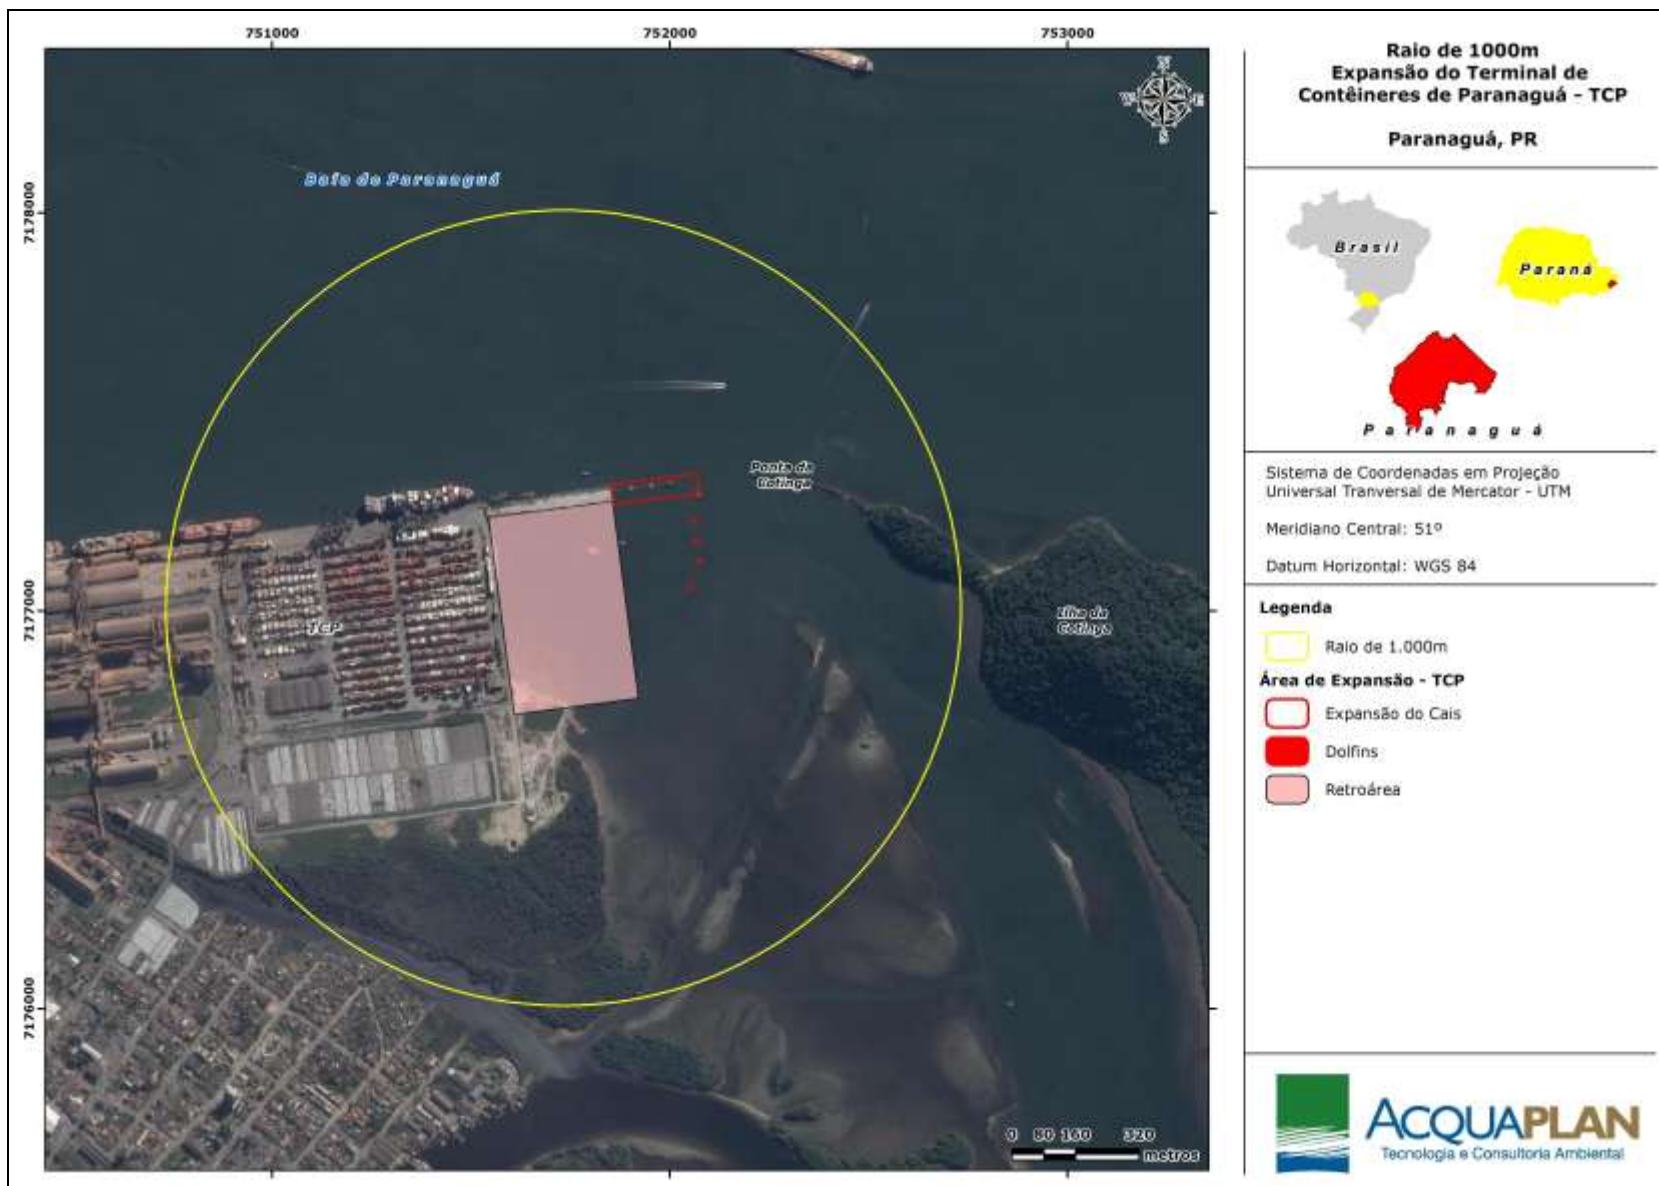 751000
752000
753000
7178000
7177000
7176000
N
E
S
Baía de Paranaguá
Ponta da
Cotinga
Ilha da
Cotinga
TCP
0 80 160 320
metros
Raio de 1000m
Expansão do Terminal de
Contêineres de Paranaguá - TCP
Paranaguá, PR
Brasil
Paraná
Paranaguá
Sistema de Coordenadas em Projeção
Universal Tranversal de Mercator - UTM
Meridiano Central: 51º
Datum Horizontal: WGS 84
Legenda
Raio de 1.000m
Área de Expansão - TCP
Expansão do Cais
Dolfins
Retroárea
ACQUAPLAN
Tecnologia e Consultoria Ambiental